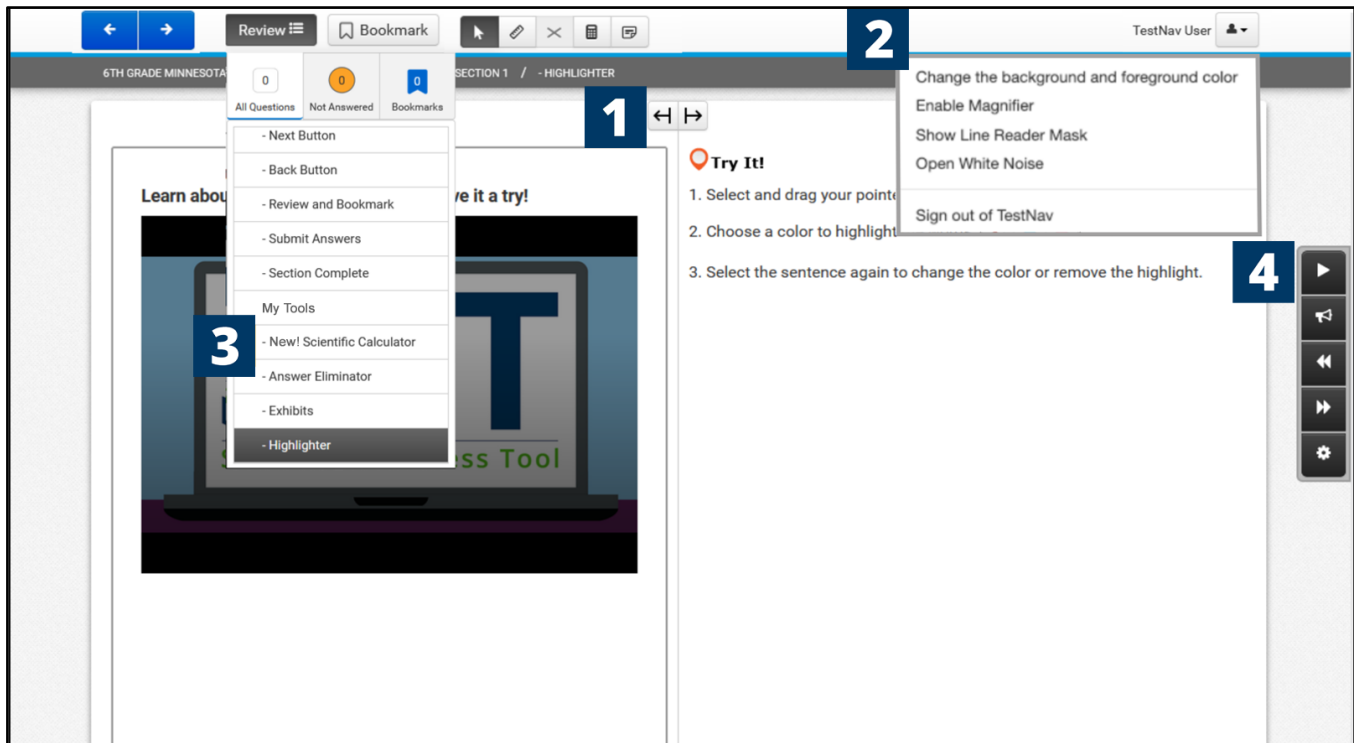 Review
Bookmark
2
TestNav User
6TH GRADE MINNESOTA
SECTION 1 / - HIGHLIGHTER
0
0
0
All Questions
Not Answered
Bookmarks
- Next Button
- Back Button
- Review and Bookmark
- Submit Answers
- Section Complete
My Tools
- New! Scientific Calculator
- Answer Eliminator
- Exhibits
- Highlighter
3
1
Change the background and foreground color
Enable Magnifier
Show Line Reader Mask
Open White Noise
Sign out of TestNav
Learn abou
ve it a try!
T
ss Tool
Try It!
1. Select and drag your pointe
2. Choose a color to highlight
3. Select the sentence again to change the color or remove the highlight.
4